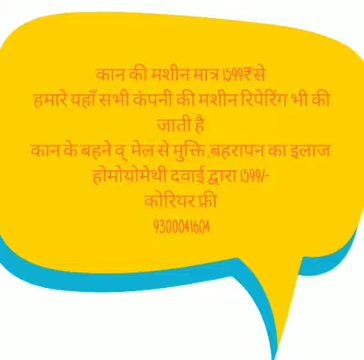 कान की मशीन मात्र 1599₹से
हमारे यहाँ सभी कंपनी की मशीन रिपेरिंग भी की
जाती है
कान के बहने व् मेल से मुक्ति ,बहरापन का इलाज
होमोयोमेथी दवाई द्वारा 1599/-
कोरियर फ्री
9300041604